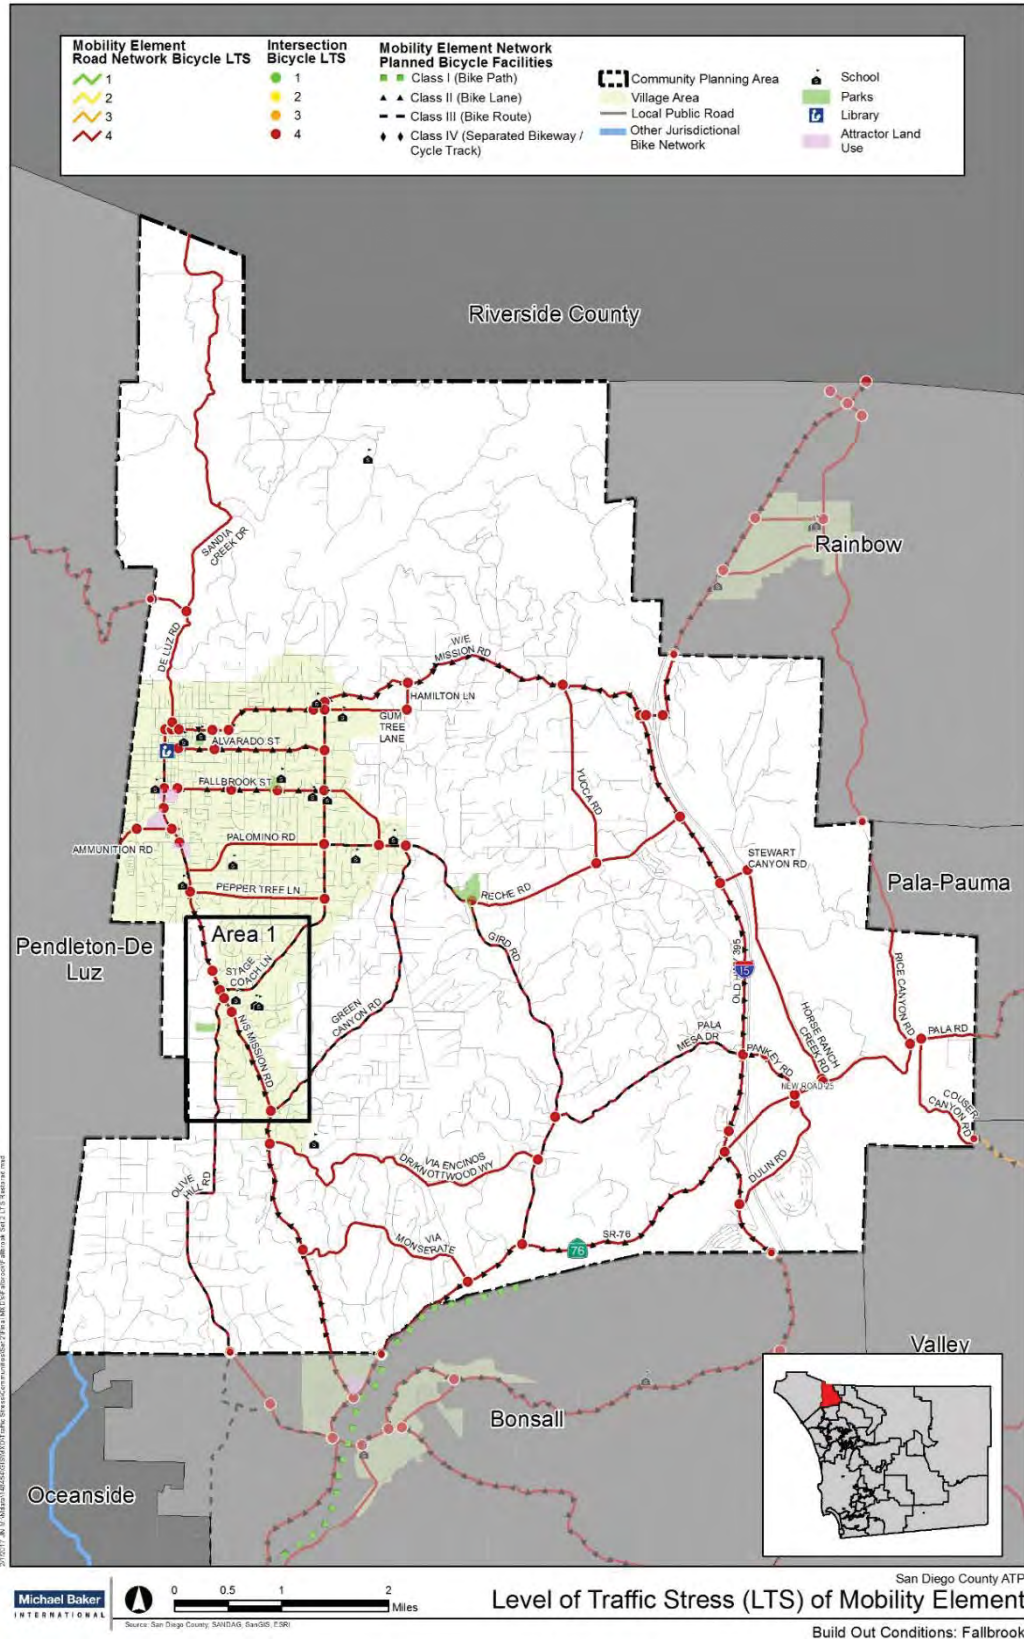 Mobility Element
Road Network Bicycle LTS
1
2
3
4
Intersection
Bicycle LTS
1
2
3
4
Mobility Element Network
Planned Bicycle Facilities
Class I (Bike Path)
Class II (Bike Lane)
Class III (Bike Route)
Class IV (Separated Bikeway /
Cycle Track)
Community Planning Area
Village Area
Local Public Road
Other Jurisdictional
Bike Network
School
Parks
Library
Attractor Land
Use
Riverside County
SANDIA
CREEK DR
Rainbow
DE LUZ RD
W/E
MISSION RD
HAMILTON LN
GUM
TREE
LANE
ALVARADO ST
FALLBROOK ST
YUCCA RD
PALOMINO RD
AMMUNITION RD
STEWART
CANYON RD
PEPPER TREE LN
RECHE RD
Pala-Pauma
Area 1
Pendleton-De
Luz
GIRD RD
STAGE
COACH LN
OLD HWY 395
15
RICE CANYON RD
GREEN
CANYON RD
N/S MISSION RD
HORSE RANCH
CREEK RD
PALA
MESA DR
PALA RD
PANKEY RD
NEW ROAD 25
COUSER
CANYON RD
VIA ENCINOS
DR/KNOTTWOOD WY
DULIN RD
OLIVE
HILL RD
VIA
MONSERATE
SR-76
76
Valley
Bonsall
Oceanside
Michael Baker
INTERNATIONAL
0 0.5 1 2
Miles
Source: San Diego County, SANDAG, SanGIS, ESRI
San Diego County ATP
Level of Traffic Stress (LTS) of Mobility Element
Build Out Conditions: Fallbrook